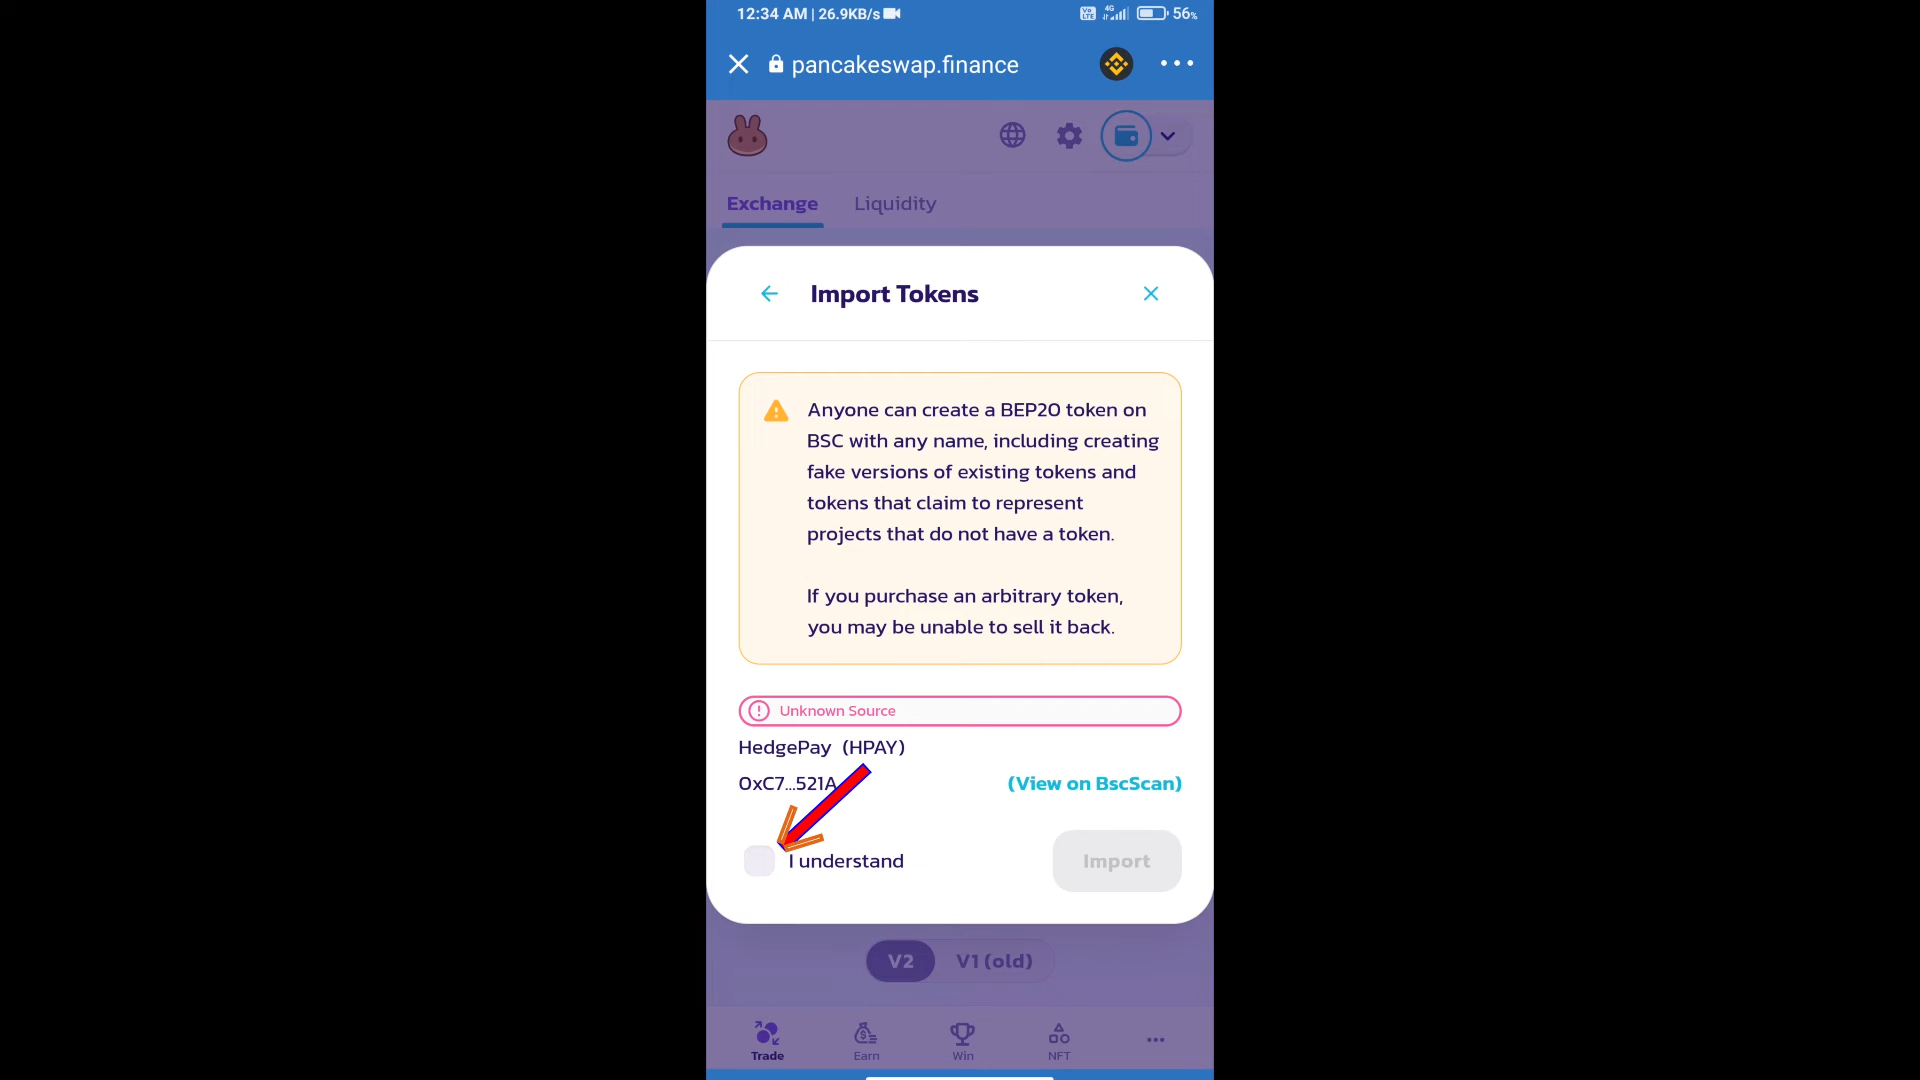 12:34 AM | 26.9KB/s
Vo LTE 4G 56%
pancakeswap.finance
Exchange Liquidity
Import Tokens
Anyone can create a BEP20 token on
BSC with any name, including creating
fake versions of existing tokens and
tokens that claim to represent
projects that do not have a token.
If you purchase an arbitrary token,
you may be unable to sell it back.
Unknown Source
HedgePay (HPAY)
0xC7...521A (View on BscScan)
I understand Import
V2 V1 (old)
Trade Earn Win NFT